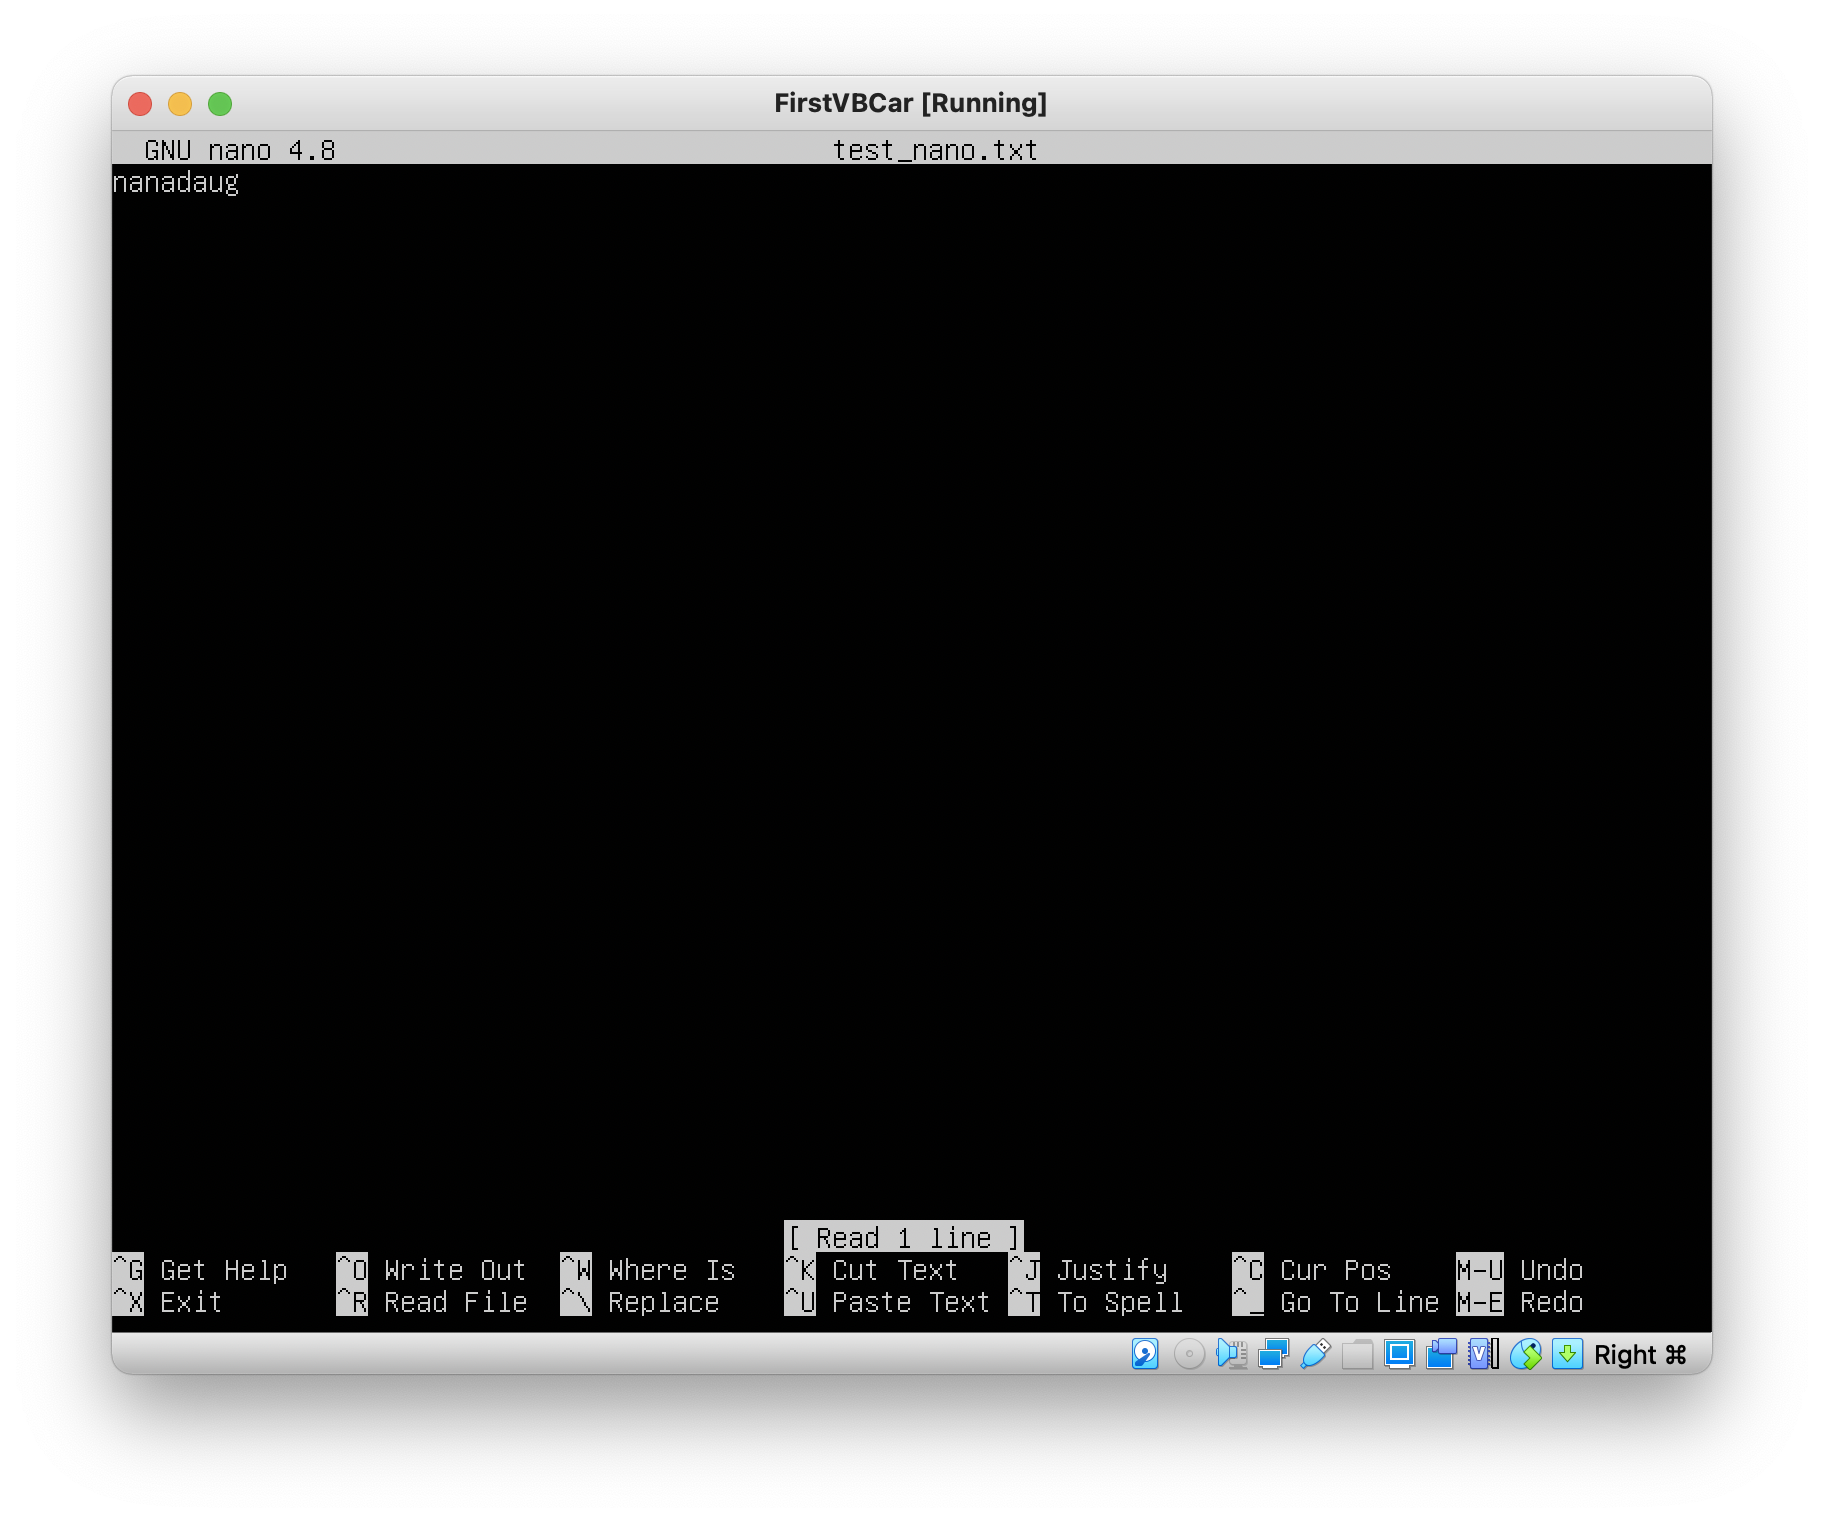 FirstVBCar [Running]
GNU nano 4.8 test_nano.txt
nanadaug
[ Read 1 line ]
^G Get Help ^O Write Out ^W Where Is ^K Cut Text ^J Justify ^C Cur Pos M-U Undo
^X Exit ^R Read File ^\ Replace ^U Paste Text ^T To Spell ^_ Go To Line M-E Redo
V
Right ⌘